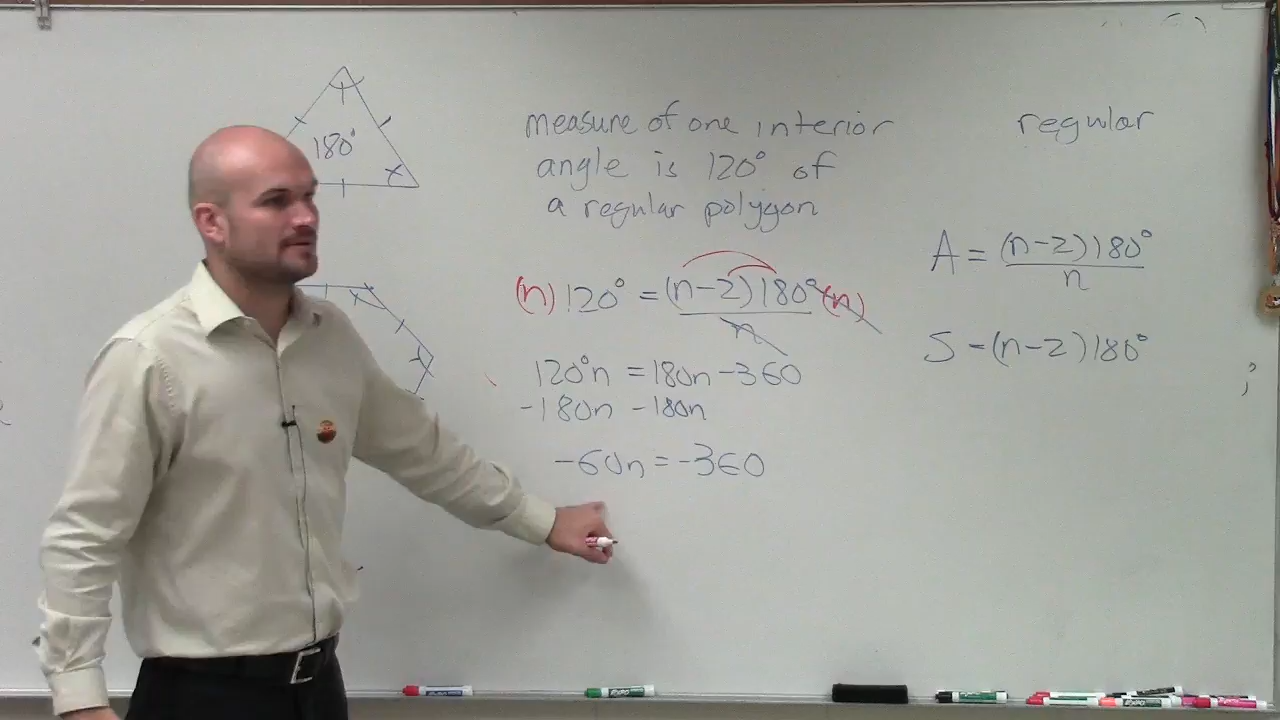 180°
measure of one interior
angle is 120° of
a regular polygon
(n) 120° = (n-2)180° (n)
n
120°n = 180n - 360
-180n -180n
-60n = -360
regular
A = (n-2)180°
n
S = (n-2)180°